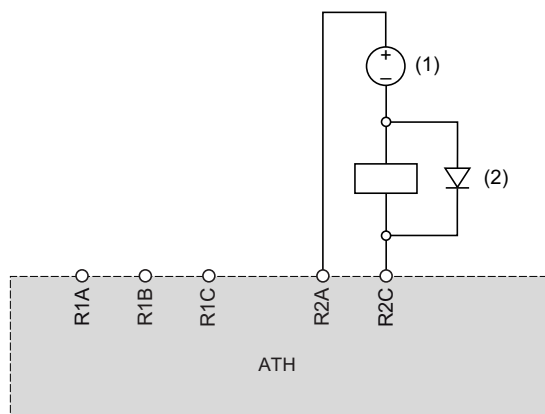 +
(1)
–
(2)
R1A
R1B
R1C
R2A
R2C
ATH